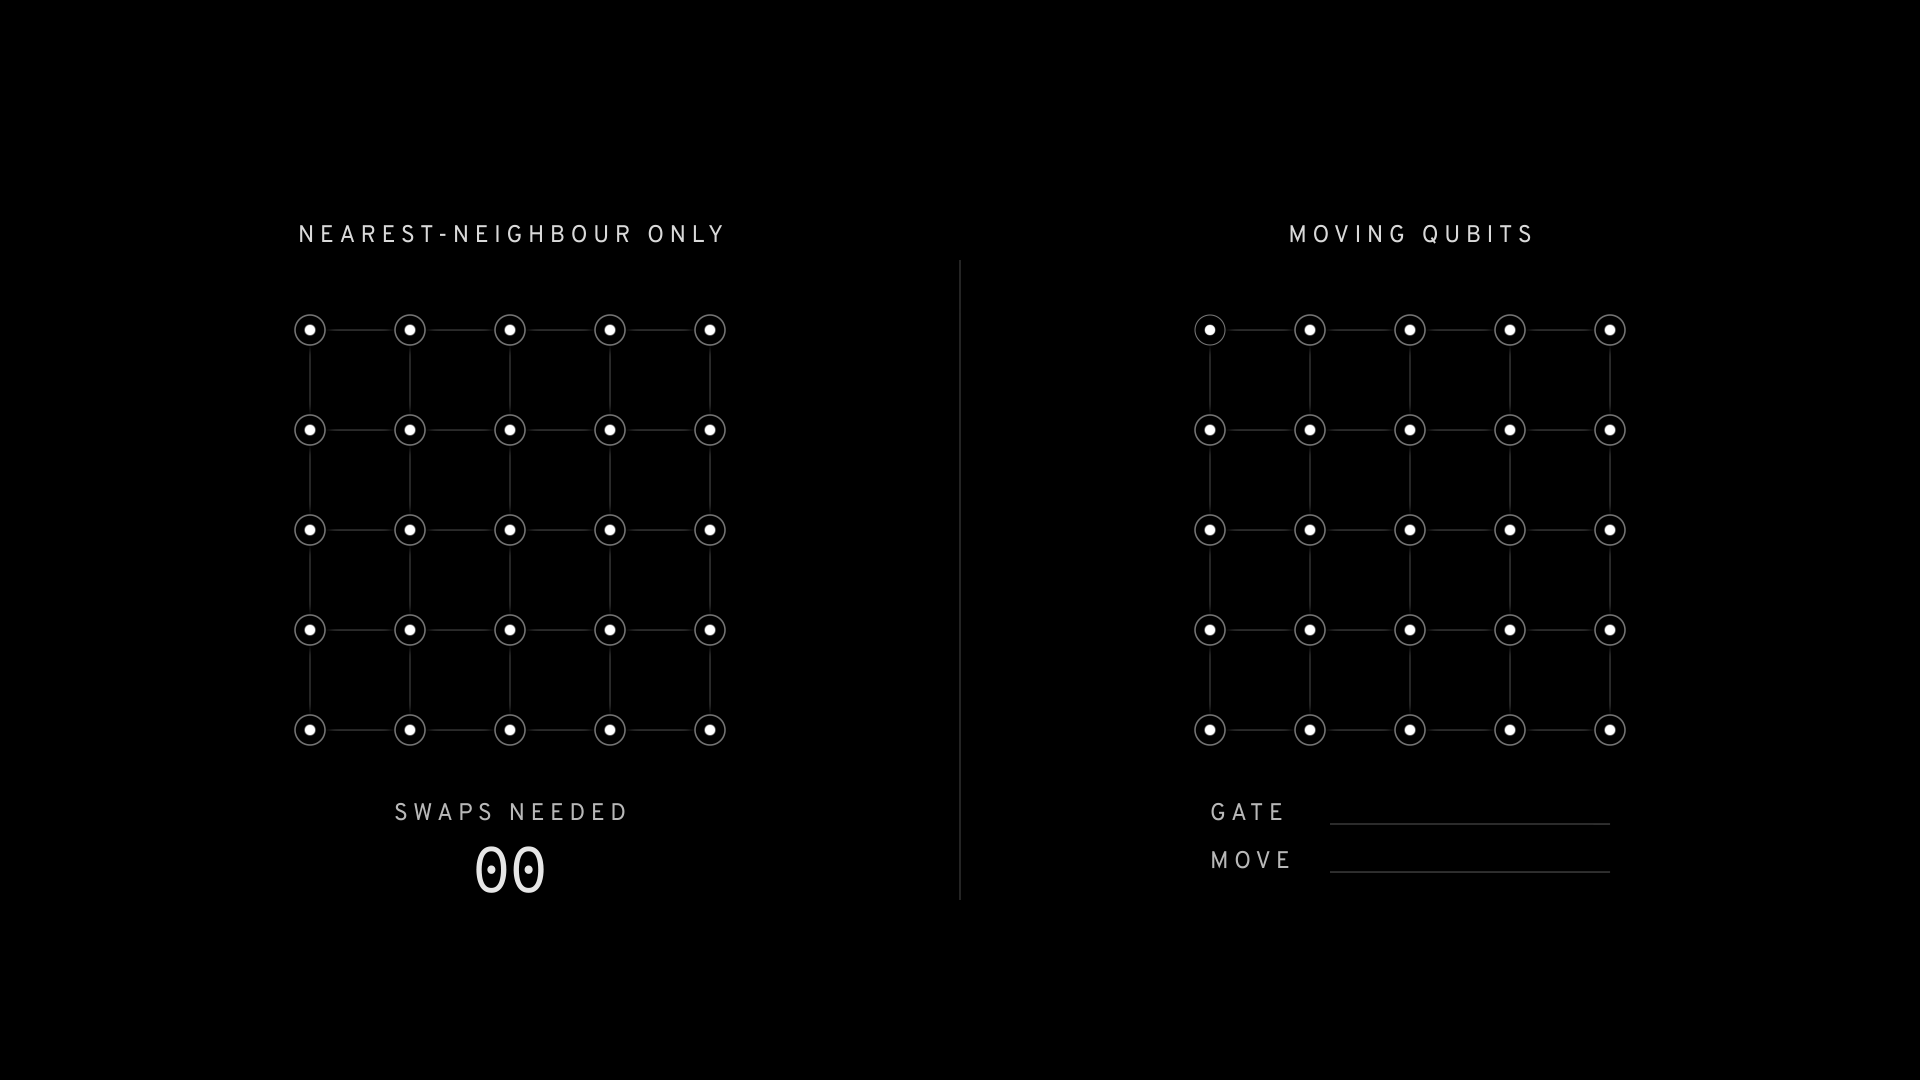 NEAREST-NEIGHBOUR ONLY
SWAPS NEEDED
00
MOVING QUBITS
GATE
MOVE